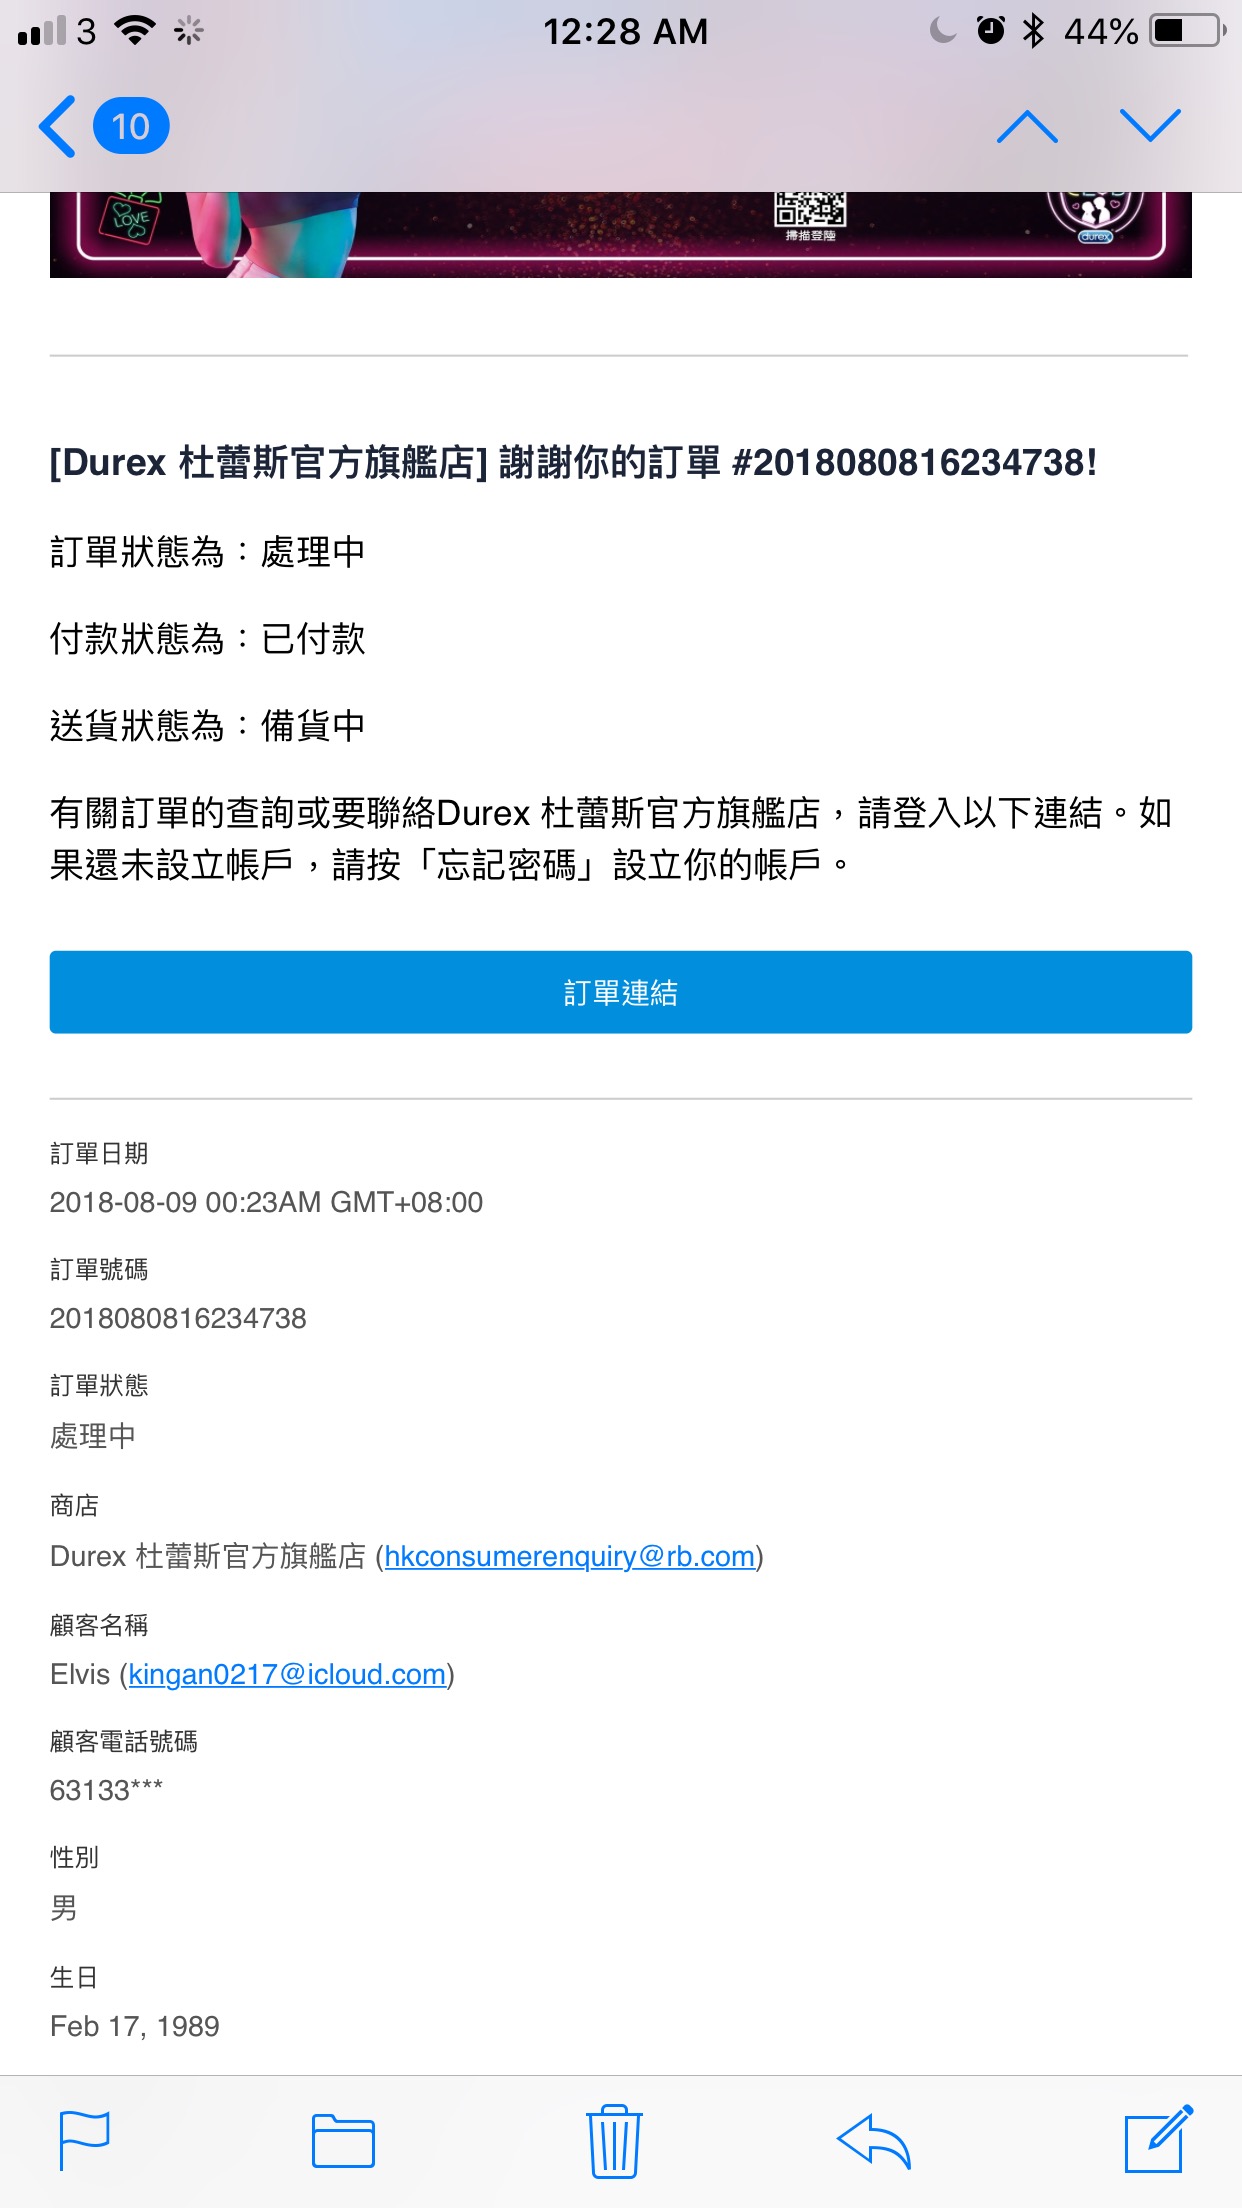 3
12:28 AM
44%
10
LOVE
掃描登陸
durex
[Durex 杜蕾斯官方旗艦店] 謝謝你的訂單 #2018080816234738!
訂單狀態為：處理中
付款狀態為：已付款
送貨狀態為：備貨中
有關訂單的查詢或要聯絡Durex 杜蕾斯官方旗艦店，請登入以下連結。如
果還未設立帳戶，請按「忘記密碼」設立你的帳戶。
訂單連結
訂單日期
2018-08-09 00:23AM GMT+08:00
訂單號碼
2018080816234738
訂單狀態
處理中
商店
Durex 杜蕾斯官方旗艦店 (hkconsumerenquiry@rb.com)
顧客名稱
Elvis (kingan0217@icloud.com)
顧客電話號碼
63133***
性別
男
生日
Feb 17, 1989